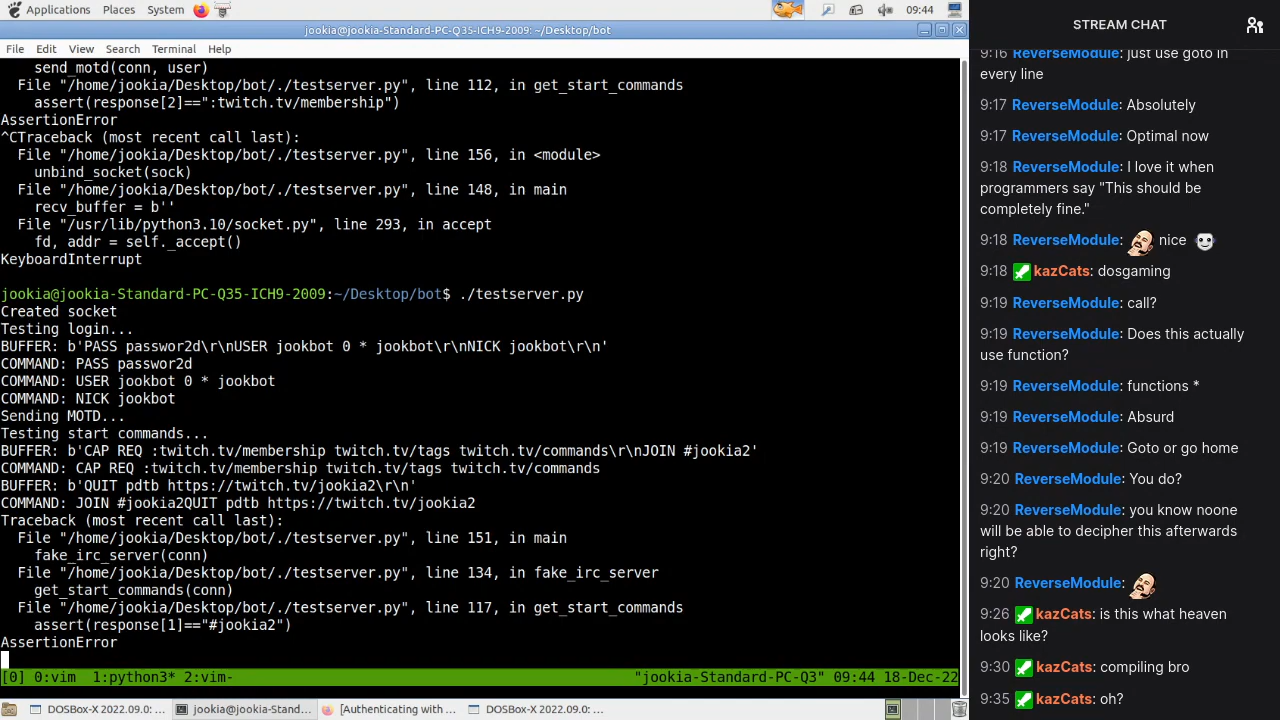 Applications Places System 09:44
jookia@jookia-Standard-PC-Q35-ICH9-2009: ~/Desktop/bot
File Edit View Search Terminal Help
send_motd(conn, user)
File "/home/jookia/Desktop/bot/./testserver.py", line 112, in get_start_commands
assert(response[2]==":twitch.tv/membership")
AssertionError
^CTraceback (most recent call last):
File "/home/jookia/Desktop/bot/./testserver.py", line 156, in <module>
unbind_socket(sock)
File "/home/jookia/Desktop/bot/./testserver.py", line 148, in main
recv_buffer = b''
File "/usr/lib/python3.10/socket.py", line 293, in accept
fd, addr = self._accept()
KeyboardInterrupt
jookia@jookia-Standard-PC-Q35-ICH9-2009:~/Desktop/bot$ ./testserver.py
Created socket
Testing login...
BUFFER: b'PASS passwor2d\r\nUSER jookbot 0 * jookbot\r\nNICK jookbot\r\n'
COMMAND: PASS passwor2d
COMMAND: USER jookbot 0 * jookbot
COMMAND: NICK jookbot
Sending MOTD...
Testing start commands...
BUFFER: b'CAP REQ :twitch.tv/membership twitch.tv/tags twitch.tv/commands\r\nJOIN #jookia2'
COMMAND: CAP REQ :twitch.tv/membership twitch.tv/tags twitch.tv/commands
BUFFER: b'QUIT pdtb https://twitch.tv/jookia2\r\n'
COMMAND: JOIN #jookia2QUIT pdtb https://twitch.tv/jookia2
Traceback (most recent call last):
File "/home/jookia/Desktop/bot/./testserver.py", line 151, in main
fake_irc_server(conn)
File "/home/jookia/Desktop/bot/./testserver.py", line 134, in fake_irc_server
get_start_commands(conn)
File "/home/jookia/Desktop/bot/./testserver.py", line 117, in get_start_commands
assert(response[1]=="#jookia2")
AssertionError
[0] 0:vim 1:python3* 2:vim- "jookia-Standard-PC-Q3" 09:44 18-Dec-22
DOSBox-X 2022.09.0: ... jookia@jookia-Stand... [Authenticating with ... DOSBox-X 2022.09.0: ...
STREAM CHAT
9:16 ReverseModule: just use goto in
every line
9:17 ReverseModule: Absolutely
9:17 ReverseModule: Optimal now
9:18 ReverseModule: I love it when
programmers say "This should be
completely fine."
9:18 ReverseModule: nice
9:18 kazCats: dosgaming
9:19 ReverseModule: call?
9:19 ReverseModule: Does this actually
use function?
9:19 ReverseModule: functions *
9:19 ReverseModule: Absurd
9:19 ReverseModule: Goto or go home
9:20 ReverseModule: You do?
9:20 ReverseModule: you know noone
will be able to decipher this afterwards
right?
9:20 ReverseModule:
9:26 kazCats: is this what heaven
looks like?
9:30 kazCats: compiling bro
9:35 kazCats: oh?